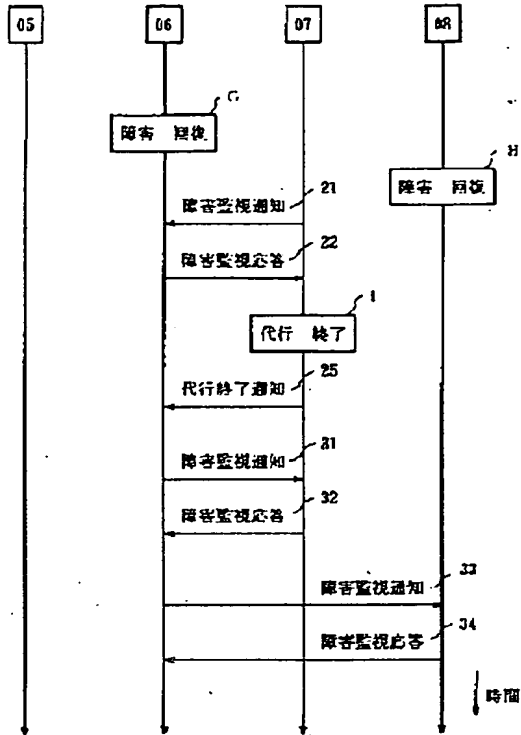 05 06 07 08
G
障害 回復
H
障害 回復
21
障害監視通知
22
障害監視応答
I
代行 終了
25
代行終了通知
31
障害監視通知
32
障害監視応答
33
障害監視通知
34
障害監視応答
時間